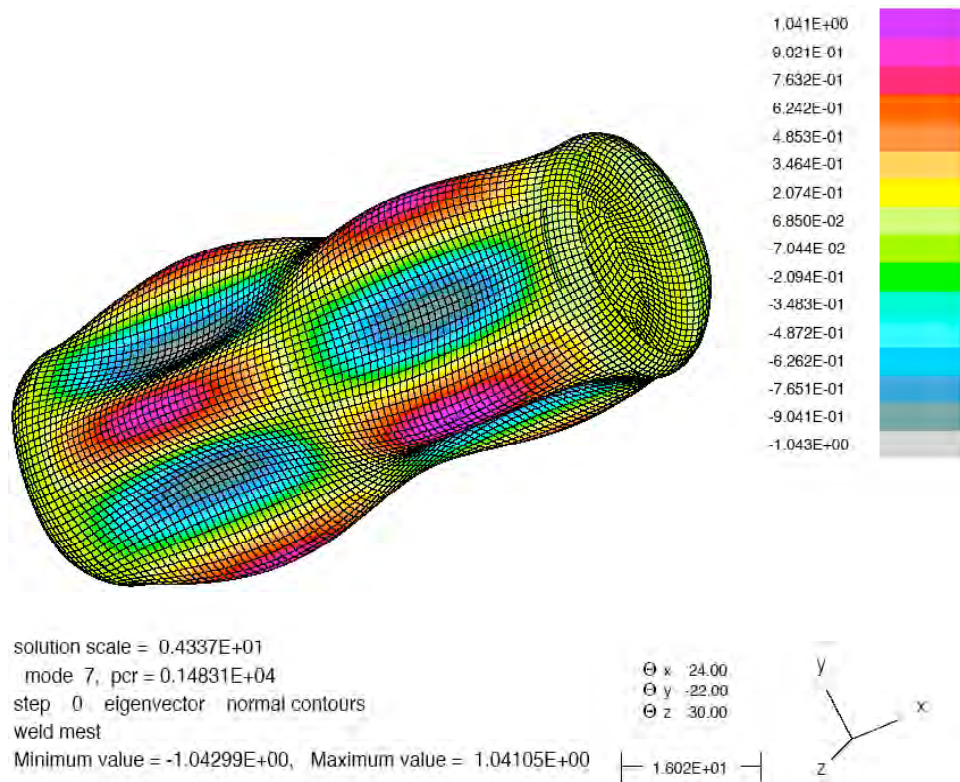 1.041E+00
9.021E-01
7.632E-01
6.242E-01
4.853E-01
3.464E-01
2.074E-01
6.850E-02
-7.044E-02
-2.094E-01
-3.483E-01
-4.872E-01
-6.262E-01
-7.651E-01
-9.041E-01
-1.043E+00
solution scale = 0.4337E+01
mode 7, pcr = 0.14831E+04
step 0 eigenvector normal contours
weld mest
Minimum value = -1.04299E+00, Maximum value = 1.04105E+00
Θ x 24.00
Θ y -22.00
Θ z 30.00
1.602E+01
y
x
z